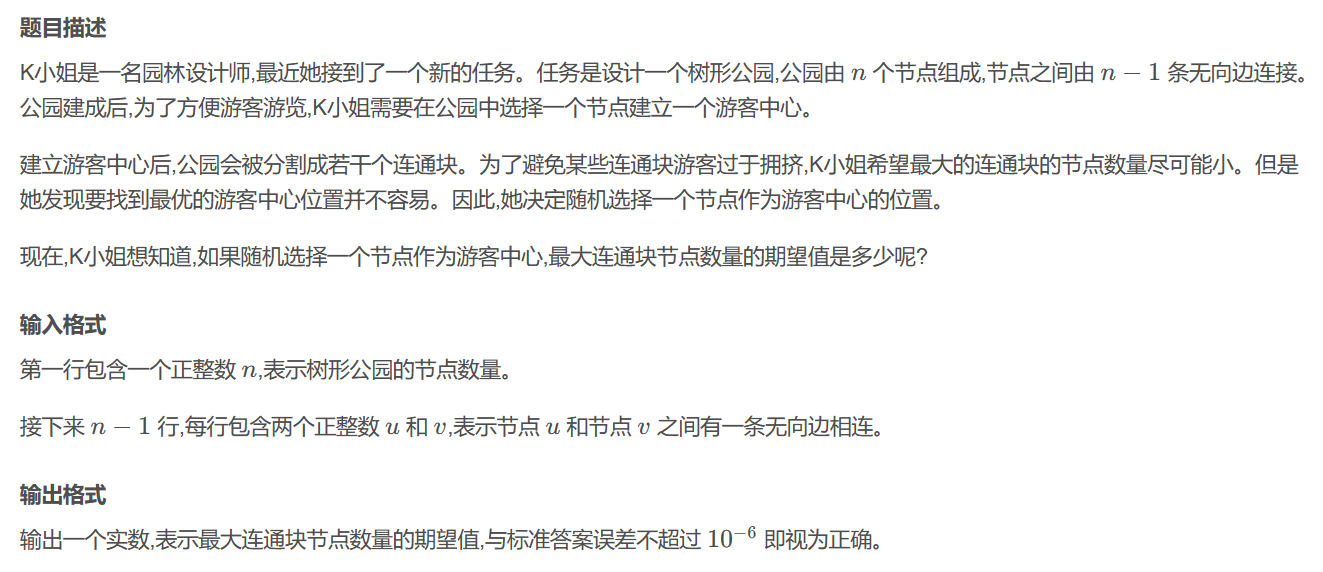 题目描述
K小姐是一名园林设计师,最近她接到了一个新的任务。任务是设计一个树形公园,公园由 n 个节点组成,节点之间由 n − 1 条无向边连接。
公园建成后,为了方便游客游览,K小姐需要在公园中选择一个节点建立一个游客中心。
建立游客中心后,公园会被分割成若干个连通块。为了避免某些连通块游客过于拥挤,K小姐希望最大的连通块的节点数量尽可能小。但是
她发现要找到最优的游客中心位置并不容易。因此,她决定随机选择一个节点作为游客中心的位置。
现在,K小姐想知道,如果随机选择一个节点作为游客中心,最大连通块节点数量的期望值是多少呢?
输入格式
第一行包含一个正整数 n,表示树形公园的节点数量。
接下来 n − 1 行,每行包含两个正整数 u 和 v,表示节点 u 和节点 v 之间有一条无向边相连。
输出格式
输出一个实数,表示最大连通块节点数量的期望值,与标准答案误差不超过 10⁻⁶ 即视为正确。